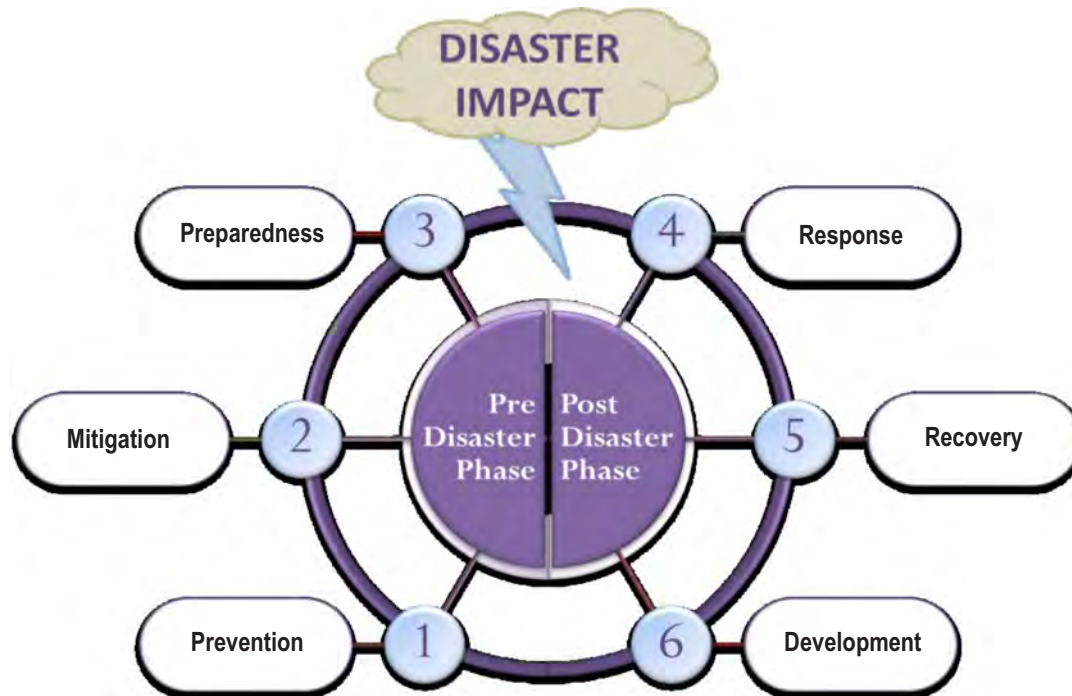 DISASTER
IMPACT
Preparedness
3
4
Response
Mitigation
2
Pre
Disaster
Phase
Post
Disaster
Phase
5
Recovery
Prevention
1
6
Development